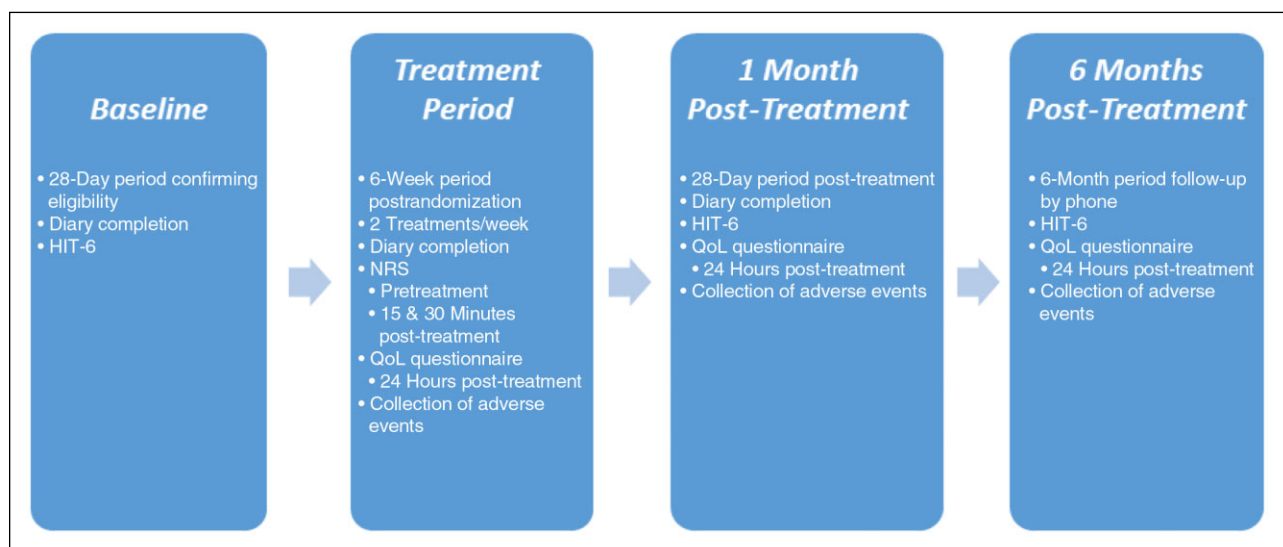 Baseline
• 28-Day period confirming
eligibility
• Diary completion
• HIT-6
Treatment
Period
• 6-Week period
postrandomization
• 2 Treatments/week
• Diary completion
• NRS
• Pretreatment
• 15 & 30 Minutes
post-treatment
• QoL questionnaire
• 24 Hours post-treatment
• Collection of adverse
events
1 Month
Post-Treatment
• 28-Day period post-treatment
• Diary completion
• HIT-6
• QoL questionnaire
• 24 Hours post-treatment
• Collection of adverse events
6 Months
Post-Treatment
• 6-Month period follow-up
by phone
• HIT-6
• QoL questionnaire
• 24 Hours post-treatment
• Collection of adverse
events